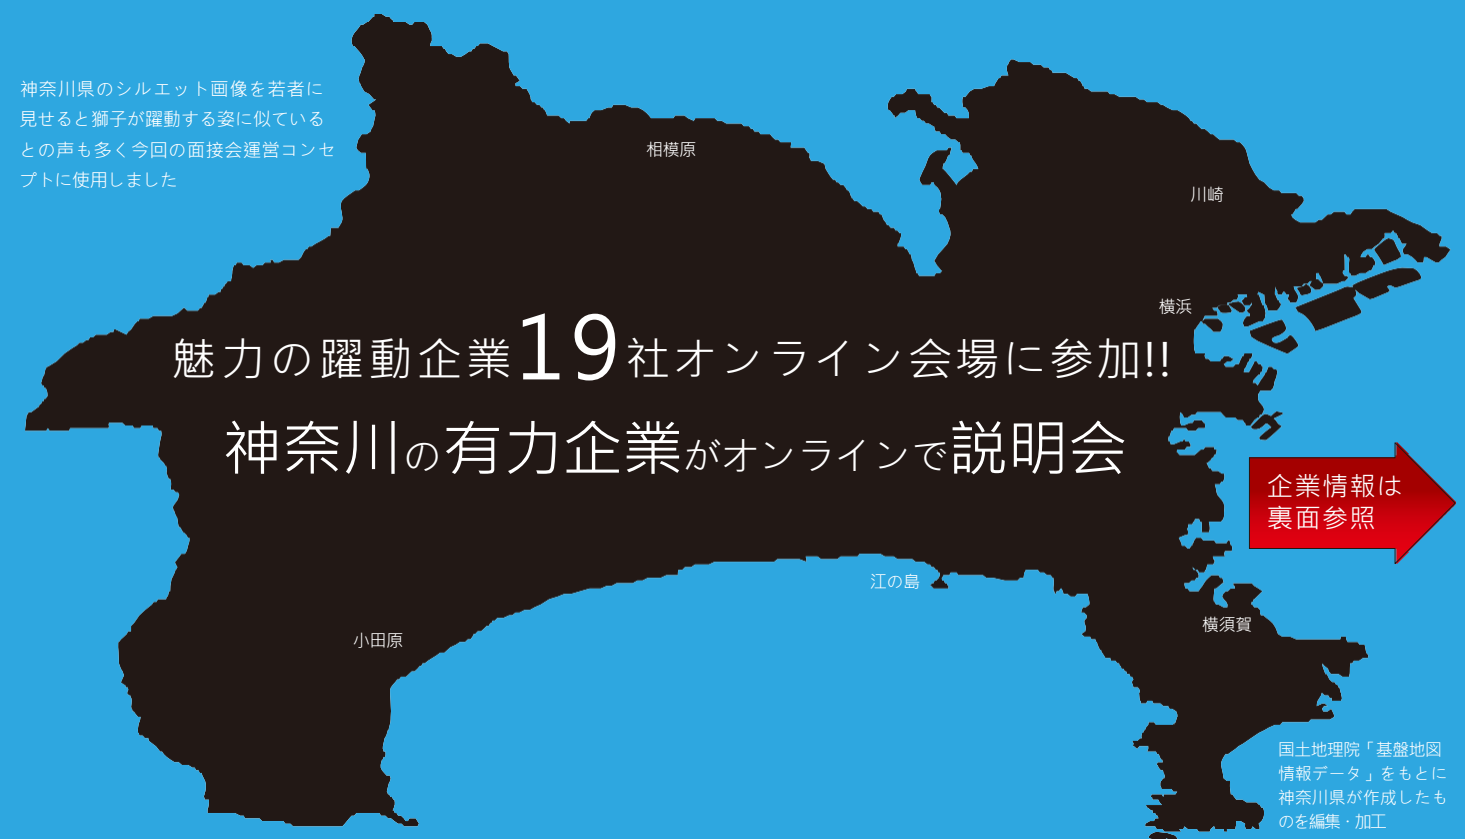 神奈川県のシルエット画像を若者に
見せると獅子が躍動する姿に似ている
との声も多く今回の面接会運営コンセ
プトに使用しました
相模原
川崎
横浜
魅力の躍動企業19社オンライン会場に参加!!
神奈川の有力企業がオンラインで説明会
企業情報は
裏面参照
江の島
横須賀
小田原
国土地理院「基盤地図
情報データ」をもとに
神奈川県が作成したも
のを編集・加工